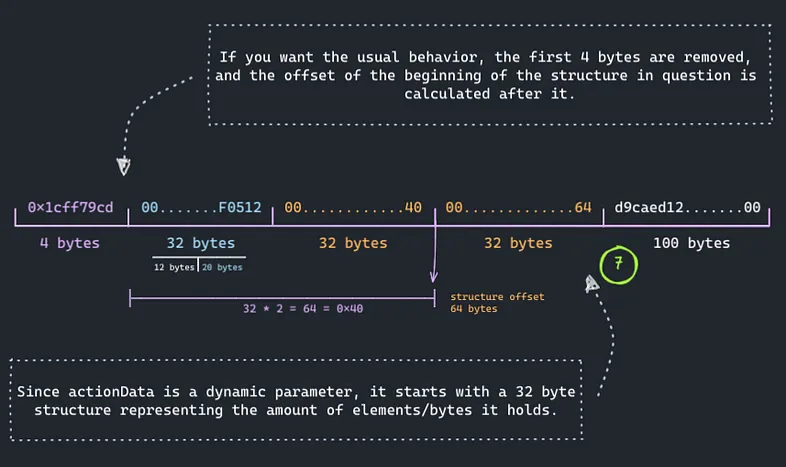 If you want the usual behavior, the first 4 bytes are removed,
and the offset of the beginning of the structure in question is
calculated after it.
0×1cff79cd 00.......F0512 00............40 00.............64 d9caed12.......00
4 bytes 32 bytes 32 bytes 32 bytes 100 bytes
12 bytes 20 bytes
7
32 * 2 = 64 = 0×40
structure offset
64 bytes
Since actionData is a dynamic parameter, it starts with a 32 byte
structure representing the amount of elements/bytes it holds.